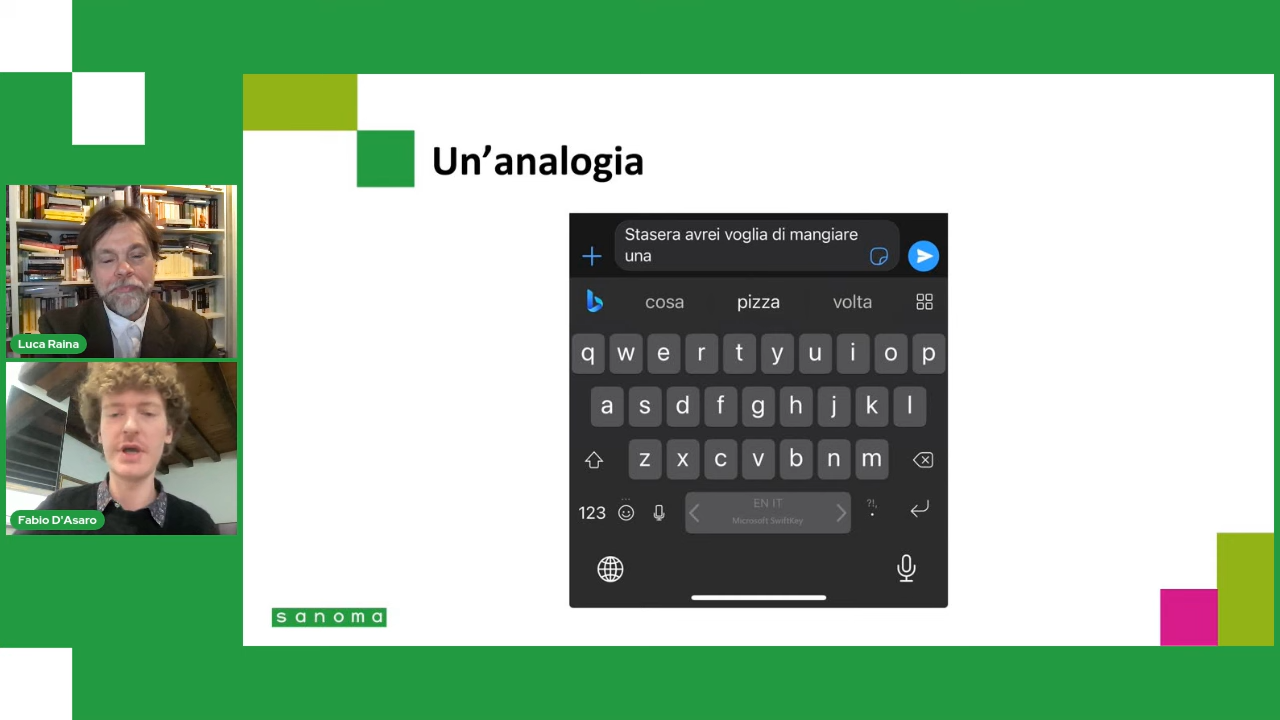 Un’analogia
Stasera avrei voglia di mangiare
una
cosa pizza volta
q w e r t y u i o p
a s d f g h j k l
z x c v b n m
123
EN IT
Microsoft SwiftKey
?!,
.
Luca Raina
Fabio D'Asaro
sanoma